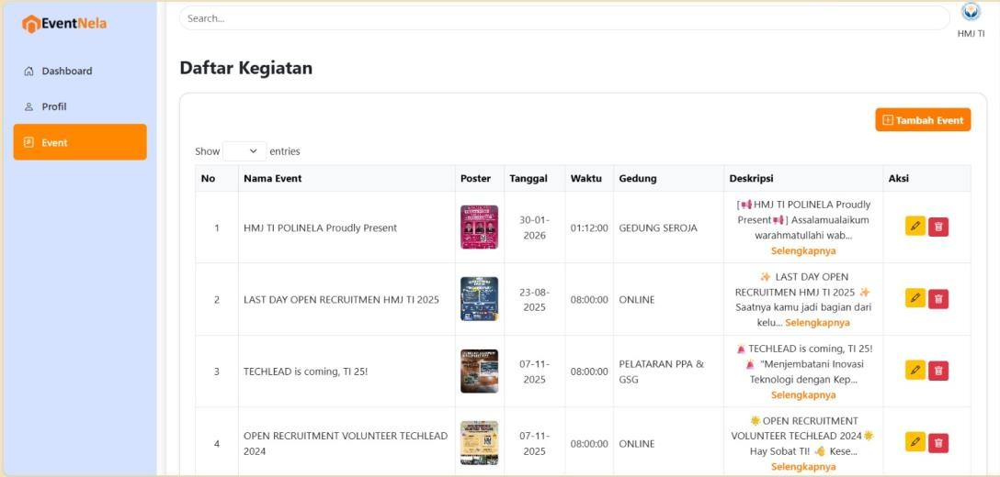 EventNela
Search...
HMJ TI
Dashboard
Profil
Event
Daftar Kegiatan
Tambah Event
Show entries
No Nama Event Poster Tanggal Waktu Gedung Deskripsi Aksi
1 HMJ TI POLINELA Proudly Present 30-01-2026 01:12:00 GEDUNG SEROJA
[📢HMJ TI POLINELA Proudly
Present📢] Assalamualaikum
warahmatullahi wab...
Selengkapnya
2 LAST DAY OPEN RECRUITMEN HMJ TI 2025 23-08-2025 08:00:00 ONLINE
✨ LAST DAY OPEN
RECRUITMEN HMJ TI 2025 ✨
Saatnya kamu jadi bagian dari
kelu... Selengkapnya
3 TECHLEAD is coming, TI 25! 07-11-2025 08:00:00 PELATARAN PPA & GSG
🚨 TECHLEAD is coming, TI 25!
🚨 "Menjembatani Inovasi
Teknologi dengan Kep...
Selengkapnya
4 OPEN RECRUITMENT VOLUNTEER TECHLEAD 2024 07-11-2025 08:00:00 ONLINE
🌟OPEN RECRUITMENT
VOLUNTEER TECHLEAD 2024🌟
Hay Sobat TI! 👋 Kese...
Selengkapnya